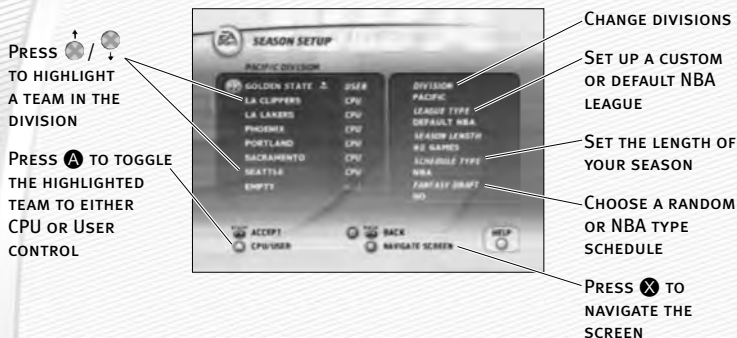 PRESS /
TO HIGHLIGHT
A TEAM IN THE
DIVISION
PRESS A TO TOGGLE
THE HIGHLIGHTED
TEAM TO EITHER
CPU OR USER
CONTROL
EA
SEASON SETUP
PACIFIC DIVISION
GOLDEN STATE USER
LA CLIPPERS CPU
LA LAKERS CPU
PHOENIX CPU
PORTLAND CPU
SACRAMENTO CPU
SEATTLE CPU
EMPTY
DIVISION
PACIFIC
LEAGUE TYPE
DEFAULT NBA
SEASON LENGTH
82 GAMES
SCHEDULE TYPE
NBA
FANTASY DRAFT
NO
ACCEPT
CPU/USER
BACK
NAVIGATE SCREEN
HELP
CHANGE DIVISIONS
SET UP A CUSTOM
OR DEFAULT NBA
LEAGUE
SET THE LENGTH OF
YOUR SEASON
CHOOSE A RANDOM
OR NBA TYPE
SCHEDULE
PRESS X TO
NAVIGATE THE
SCREEN